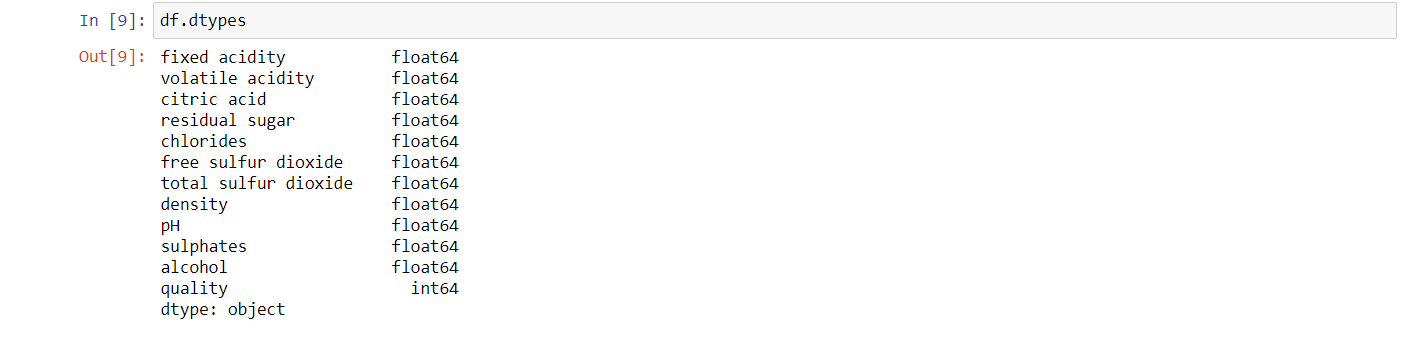 In [9]: df.dtypes
Out[9]: fixed acidity float64
volatile acidity float64
citric acid float64
residual sugar float64
chlorides float64
free sulfur dioxide float64
total sulfur dioxide float64
density float64
pH float64
sulphates float64
alcohol float64
quality int64
dtype: object